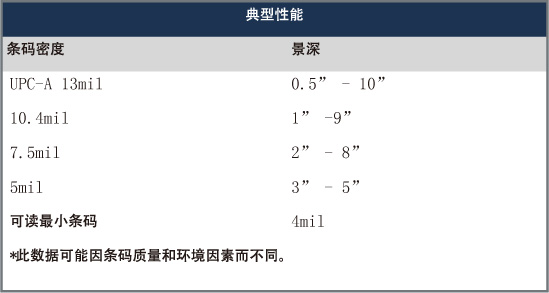 典型性能
条码密度 景深
UPC-A 13mil 0.5” - 10”
10.4mil 1” -9”
7.5mil 2” - 8”
5mil 3” - 5”
可读最小条码 4mil
*此数据可能因条码质量和环境因素而不同。